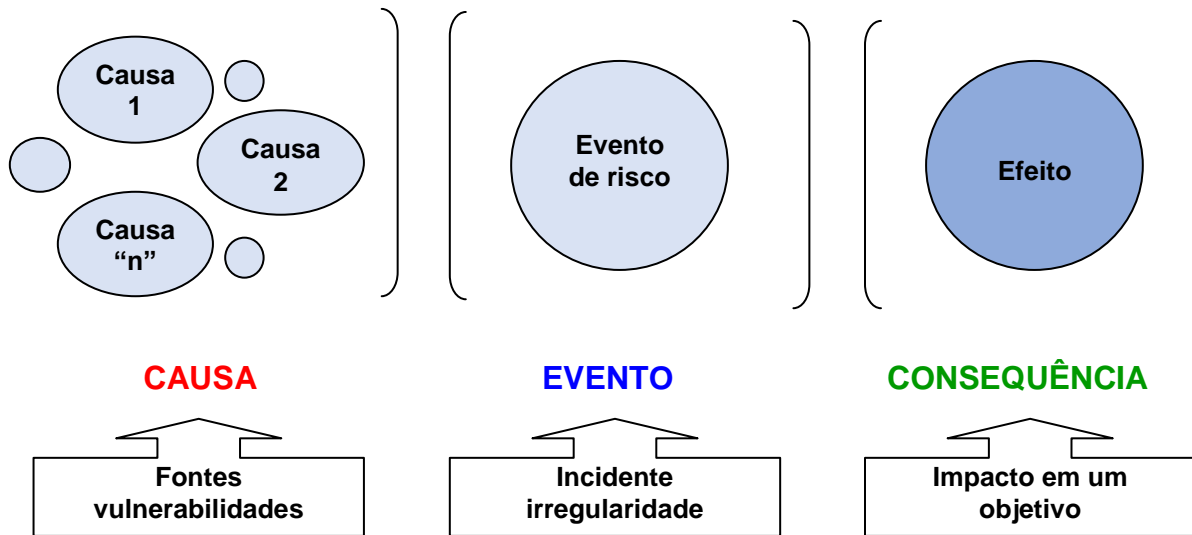 Causa
1
Causa
2
Causa
“n”
Evento
de risco
Efeito
CAUSA
EVENTO
CONSEQUÊNCIA
Fontes
vulnerabilidades
Incidente
irregularidade
Impacto em um
objetivo